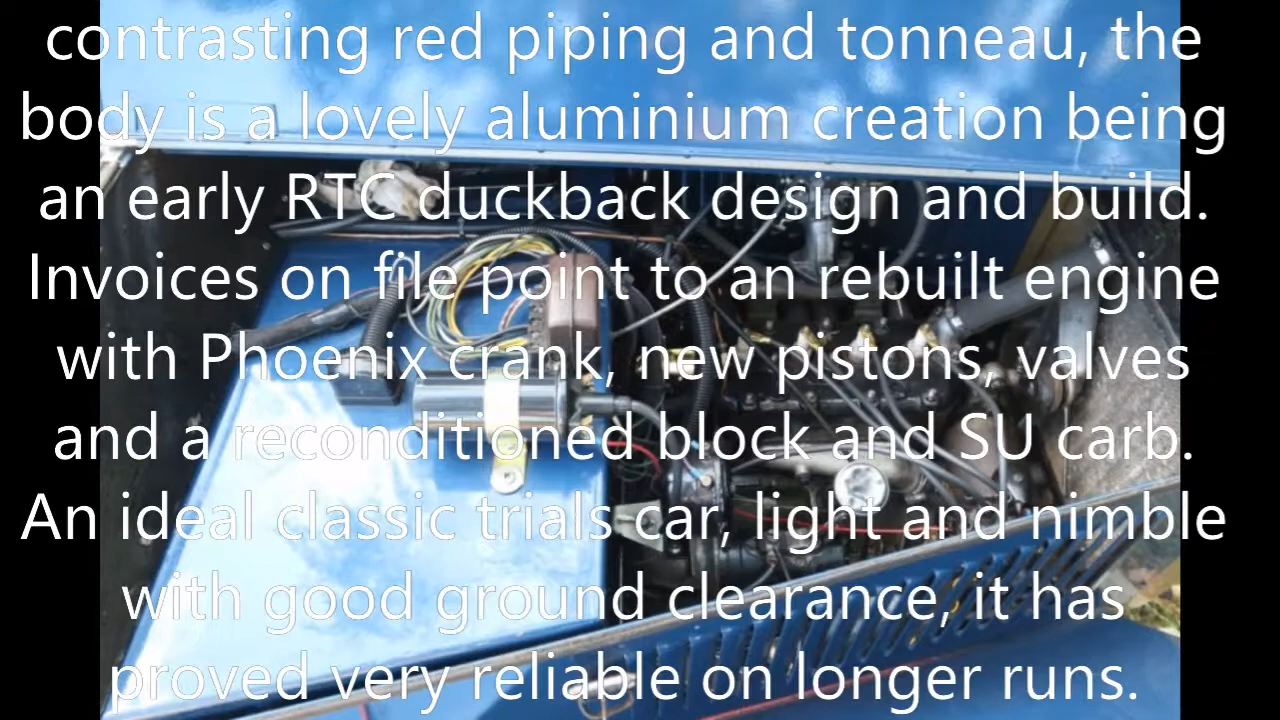 contrasting red piping and tonneau, the
body is a lovely aluminium creation being
an early RTC duckback design and build.
Invoices on file point to an rebuilt engine
with Phoenix crank, new pistons, valves
and a reconditioned block and SU carb.
An ideal classic trials car, light and nimble
with good ground clearance, it has
proved very reliable on longer runs.